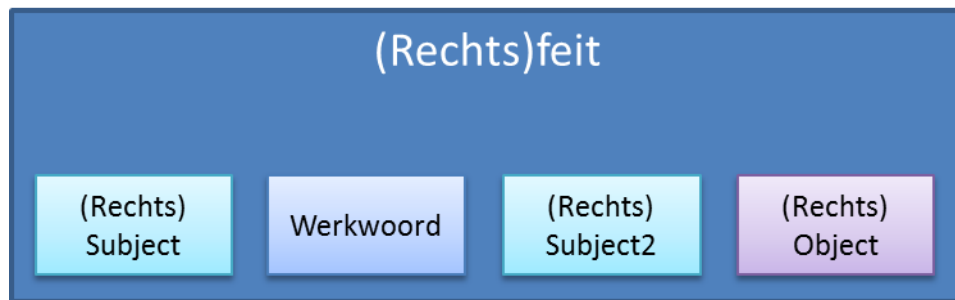 (Rechts)feit
(Rechts)
Subject
Werkwoord
(Rechts)
Subject2
(Rechts)
Object